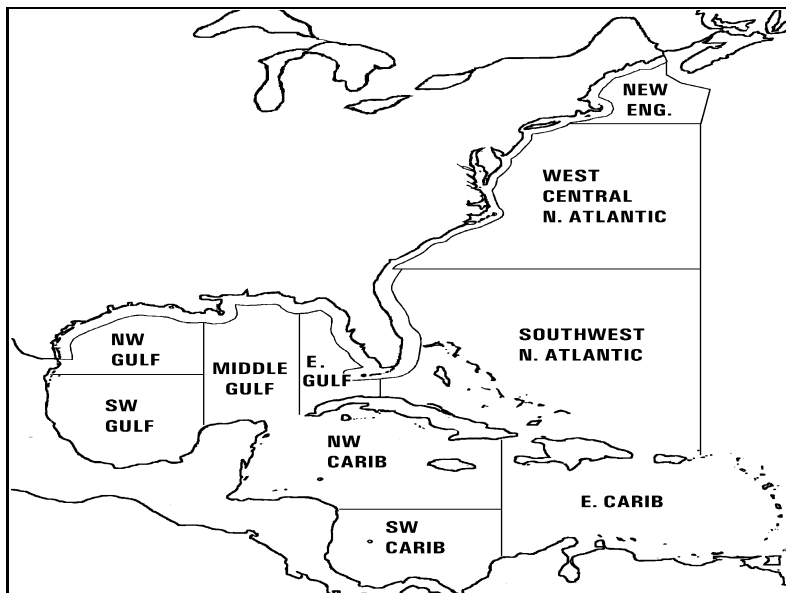 NEW
ENG.
WEST
CENTRAL
N. ATLANTIC
SOUTHWEST
N. ATLANTIC
NW
GULF
MIDDLE
GULF
E.
GULF
SW
GULF
NW
CARIB
E. CARIB
SW
CARIB